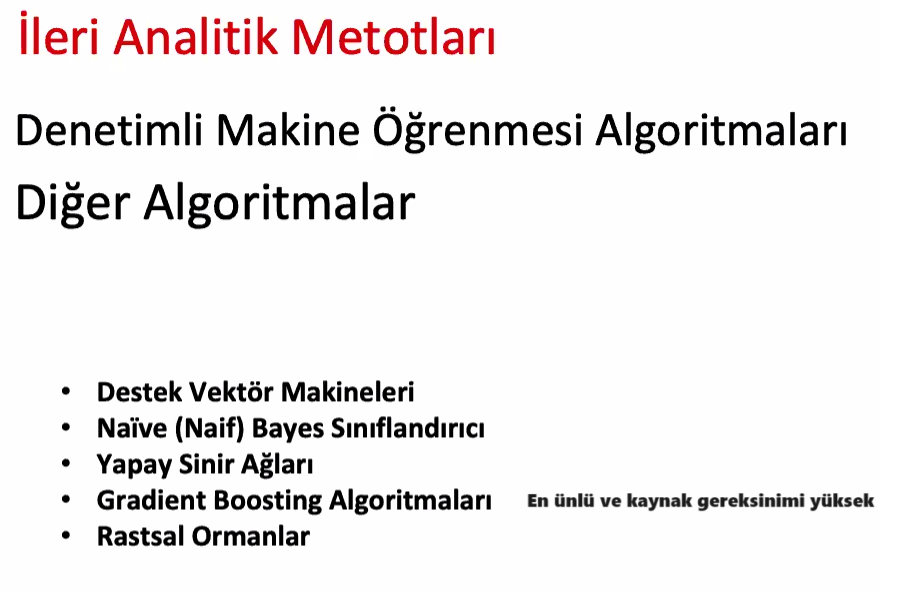 İleri Analitik Metotları
Denetimli Makine Öğrenmesi Algoritmaları
Diğer Algoritmalar
• Destek Vektör Makineleri
• Naïve (Naif) Bayes Sınıflandırıcı
• Yapay Sinir Ağları
• Gradient Boosting Algoritmaları En ünlü ve kaynak gereksinimi yüksek
• Rastsal Ormanlar